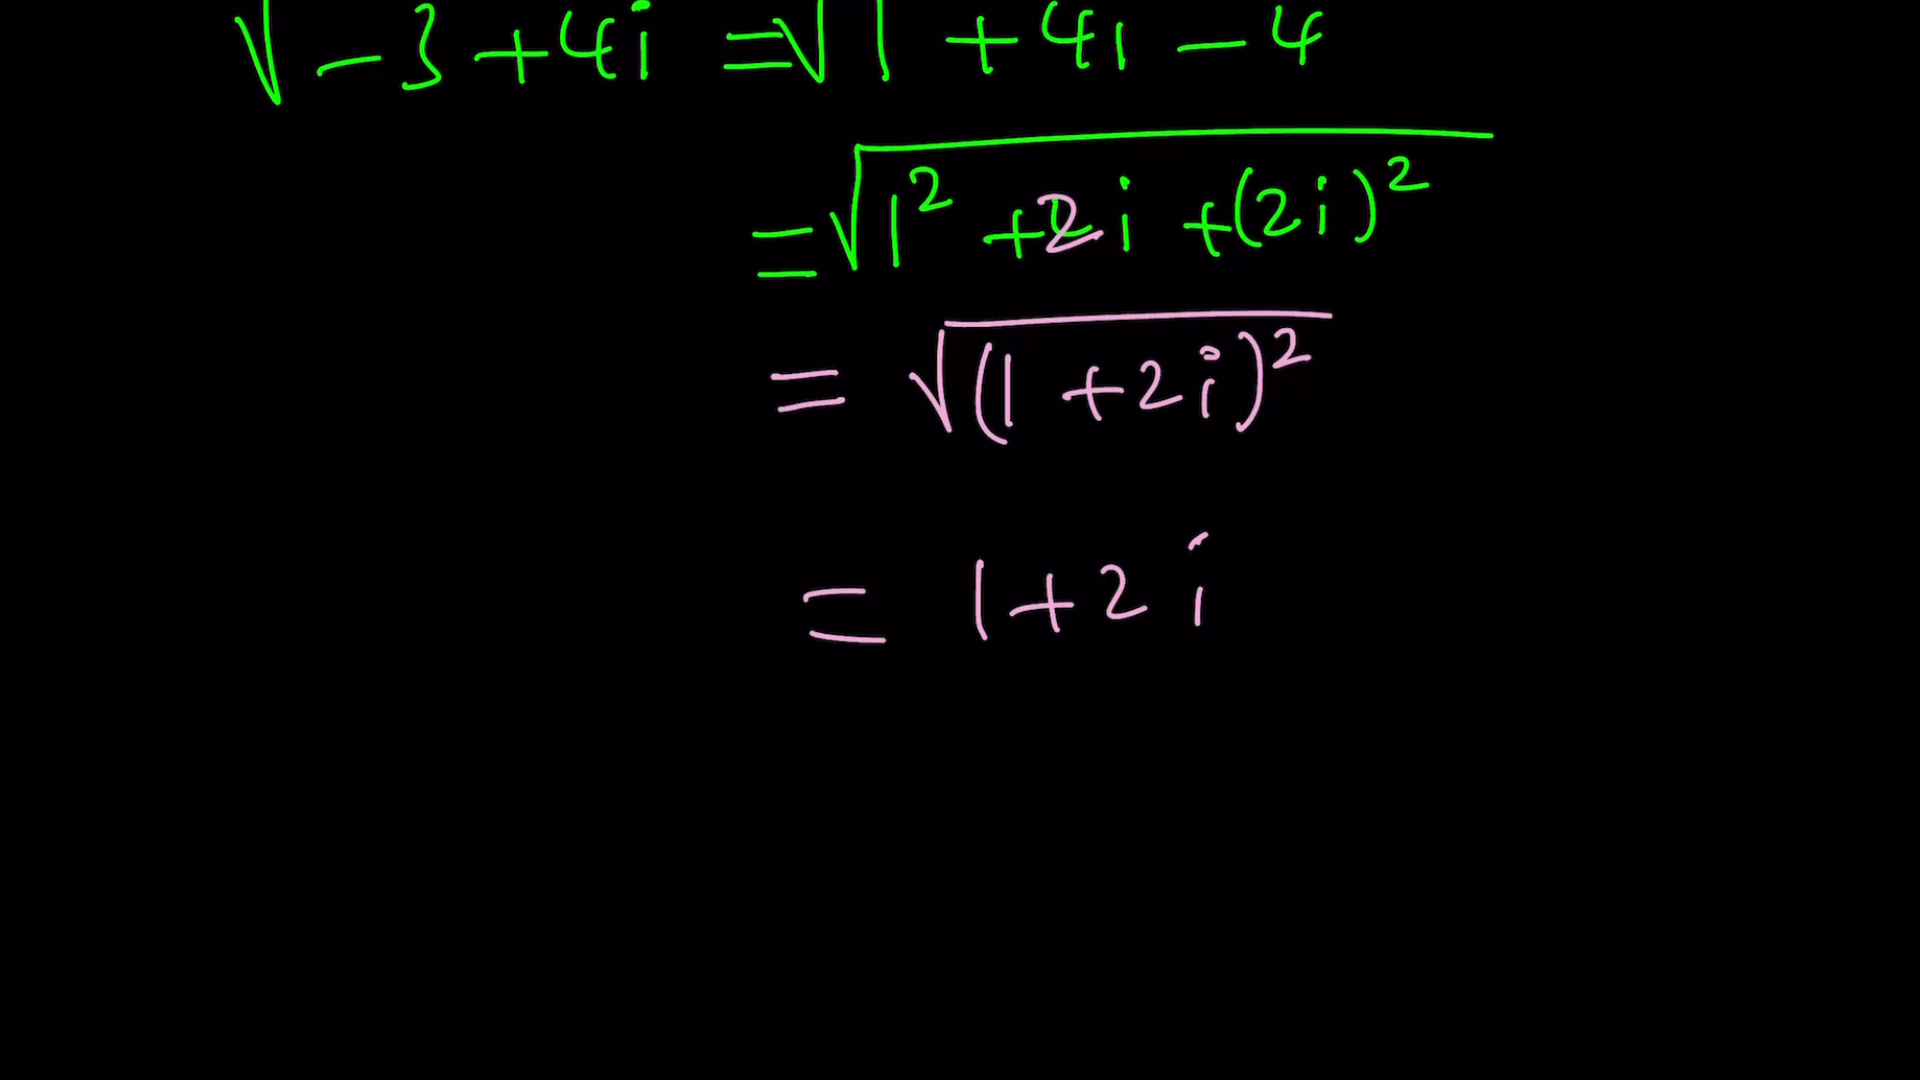 √-3+4i = √1+4i-4
= √1² +2i +(2i)²
= √(1+2i)²
= 1+2i